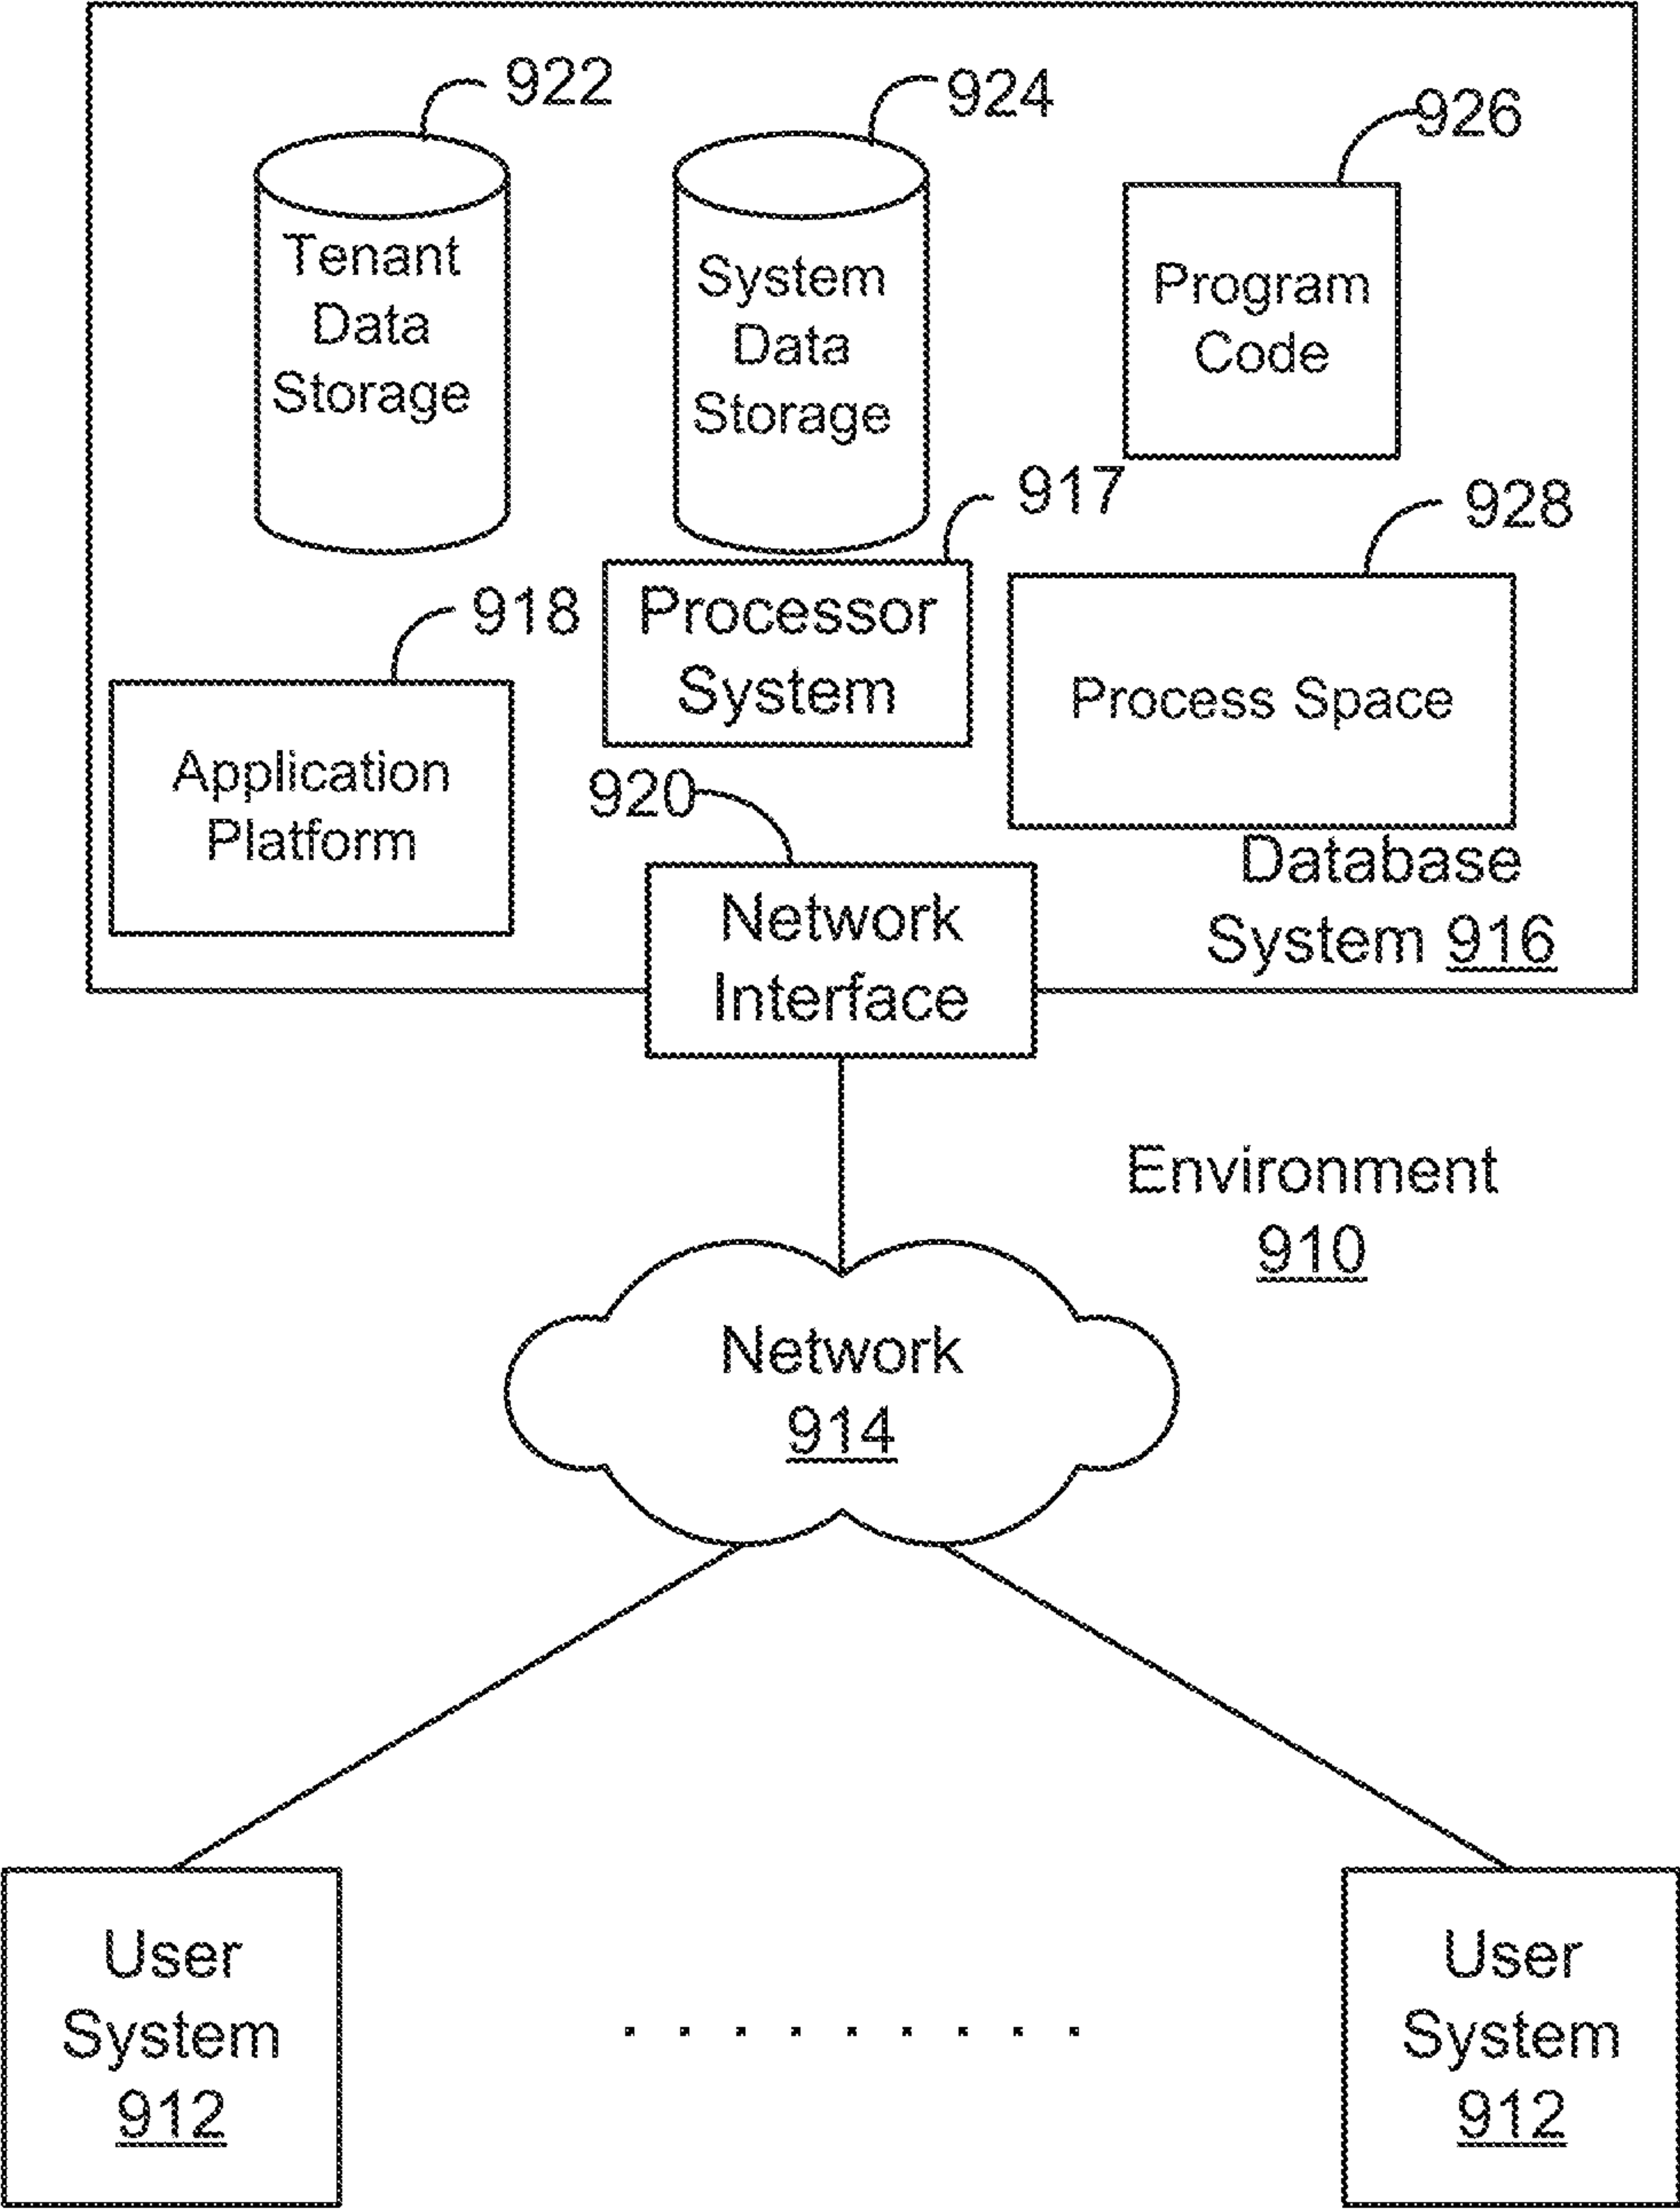 922
924
926
Tenant
Data
Storage
System
Data
Storage
Program
Code
917
928
918
Processor
System
Process Space
Application
Platform
920
Database
System 916
Network
Interface
Environment
910
Network
914
User
System
912
User
System
912